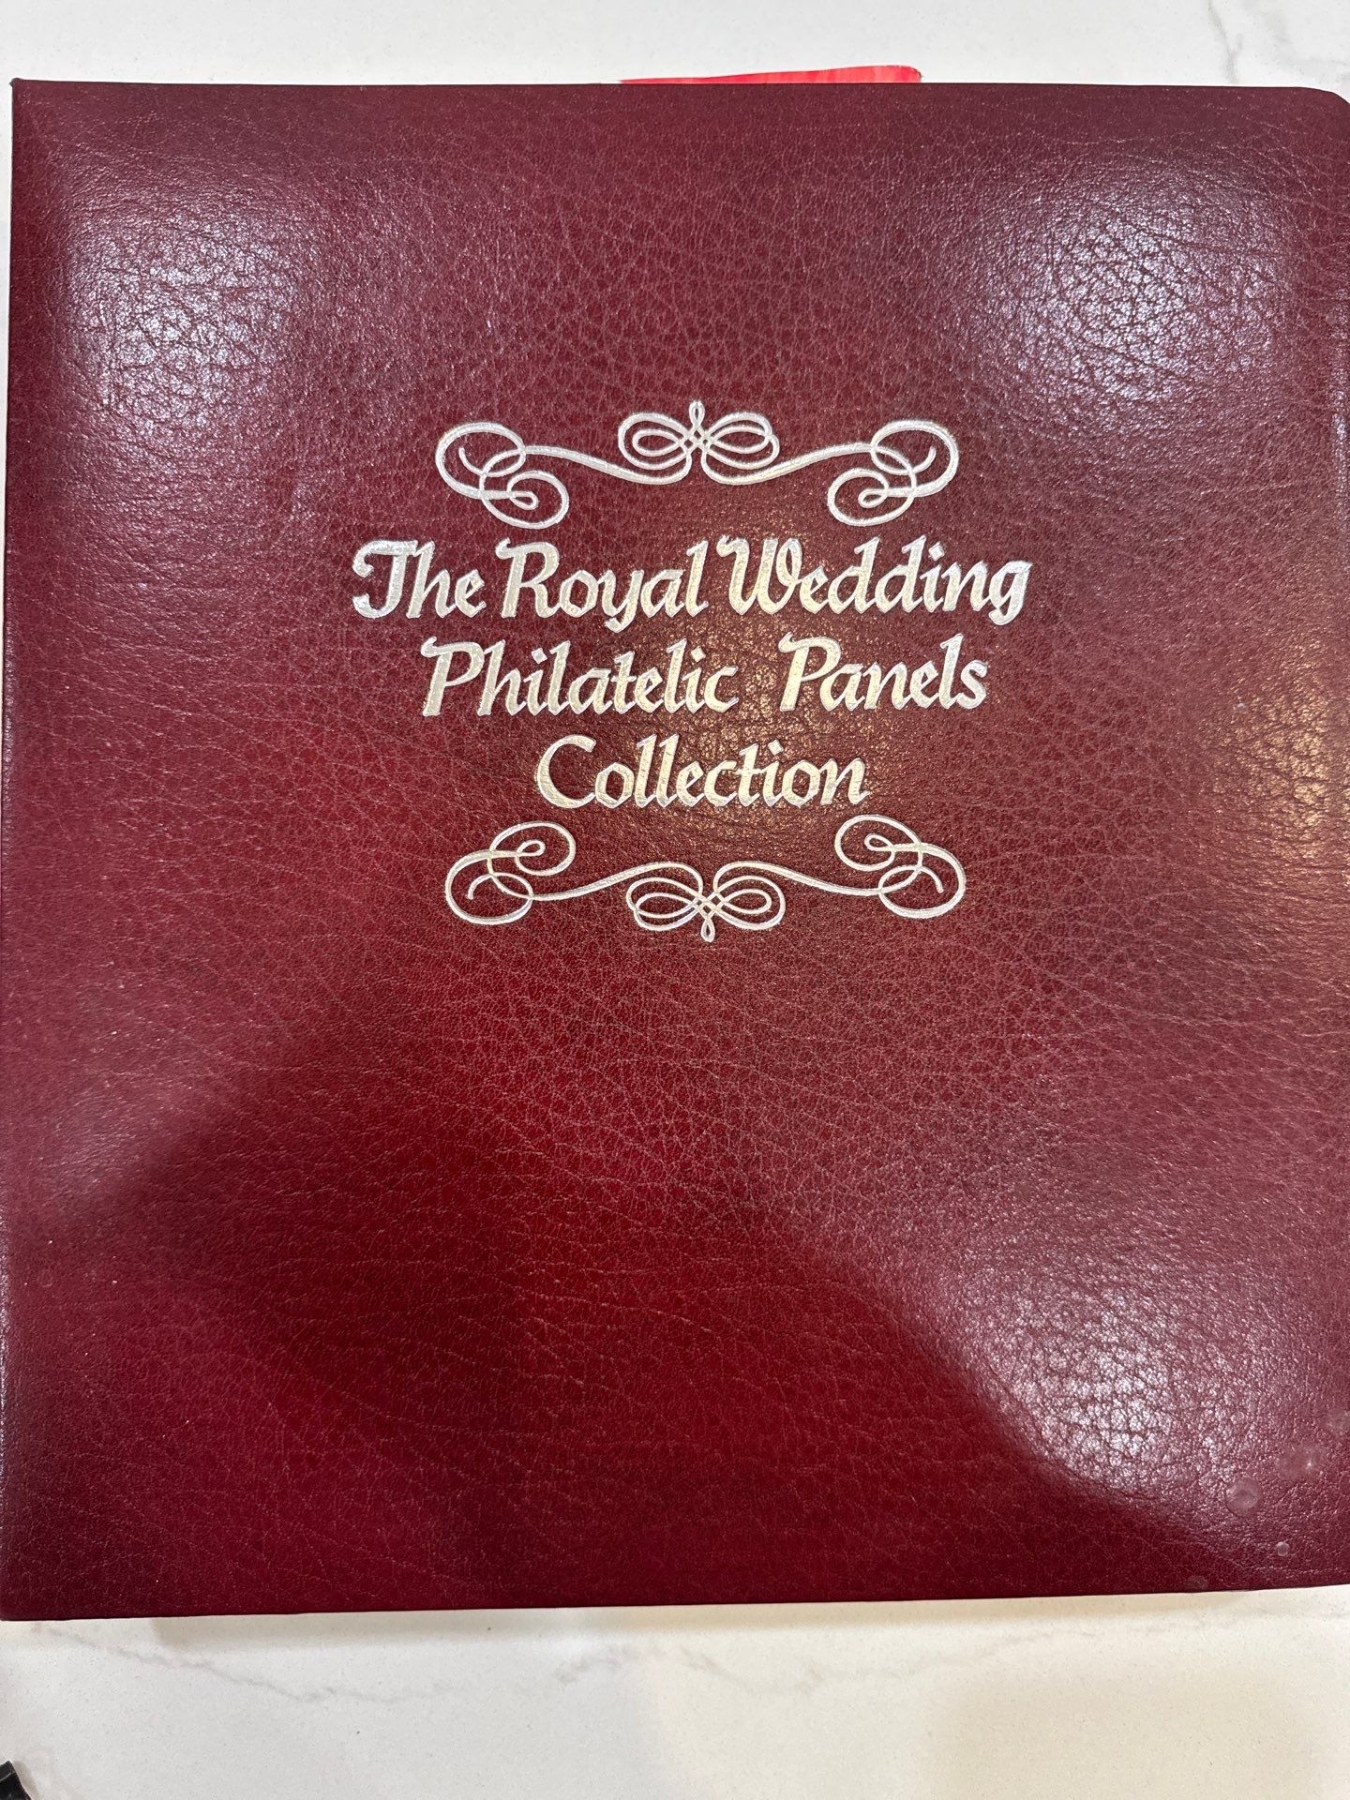 The Royal Wedding
Philatelic Panels
Collection